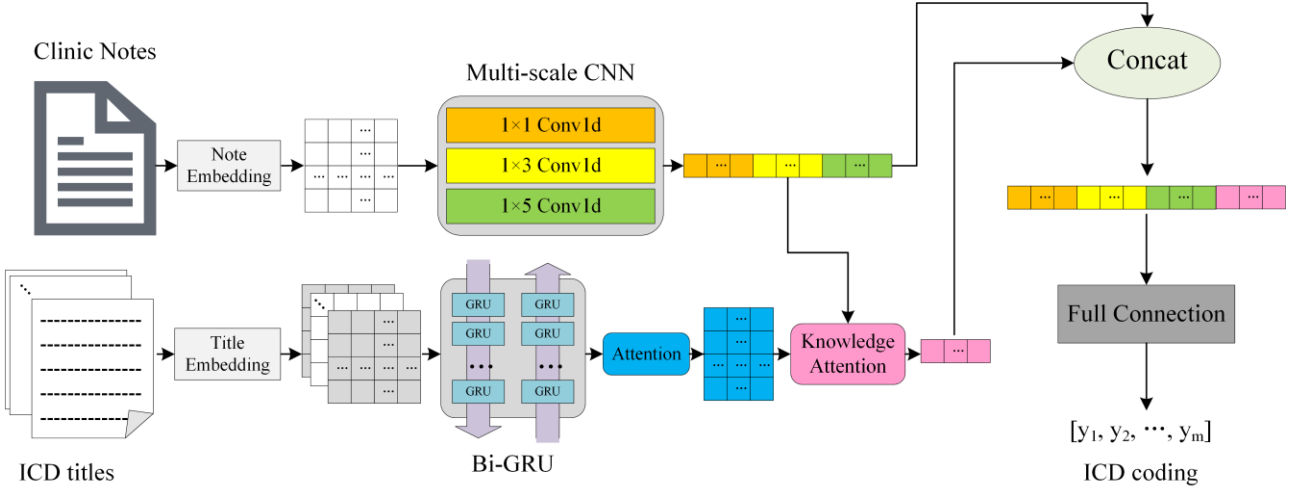 Clinic Notes
Note
Embedding
...
...
... ... ... ...
...
Multi-scale CNN
1×1 Conv1d
1×3 Conv1d
1×5 Conv1d
... ... ...
Concat
... ... ... ...
Full Connection
[y1, y2, ···, ym]
ICD coding
ICD titles
Title
Embedding
...
...
... ... ... ...
...
GRU GRU
GRU GRU
... ...
GRU GRU
Bi-GRU
Attention
...
...
... ... ... ...
...
Knowledge
Attention
...